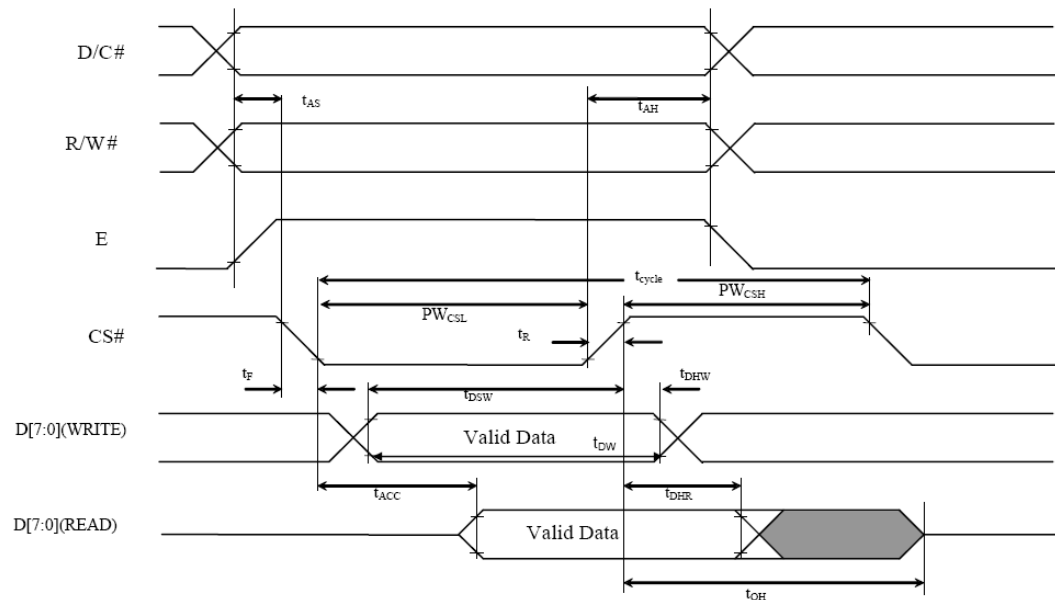 D/C#
tAS
tAH
R/W#
E
tcycle
PWCSL
PWCSH
CS#
tR
tF
tDSW
tDHW
D[7:0](WRITE)
Valid Data
tDW
tACC
tDHR
D[7:0](READ)
Valid Data
tOH